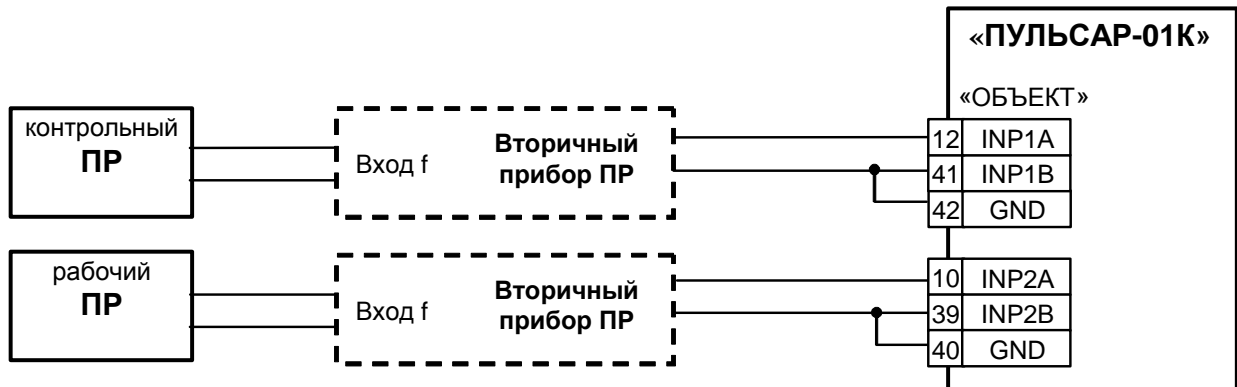 «ПУЛЬСАР-01К»
«ОБЪЕКТ»
контрольный
ПР
Вход f
Вторичный
прибор ПР
12 INP1A
41 INP1B
42 GND
рабочий
ПР
Вход f
Вторичный
прибор ПР
10 INP2A
39 INP2B
40 GND